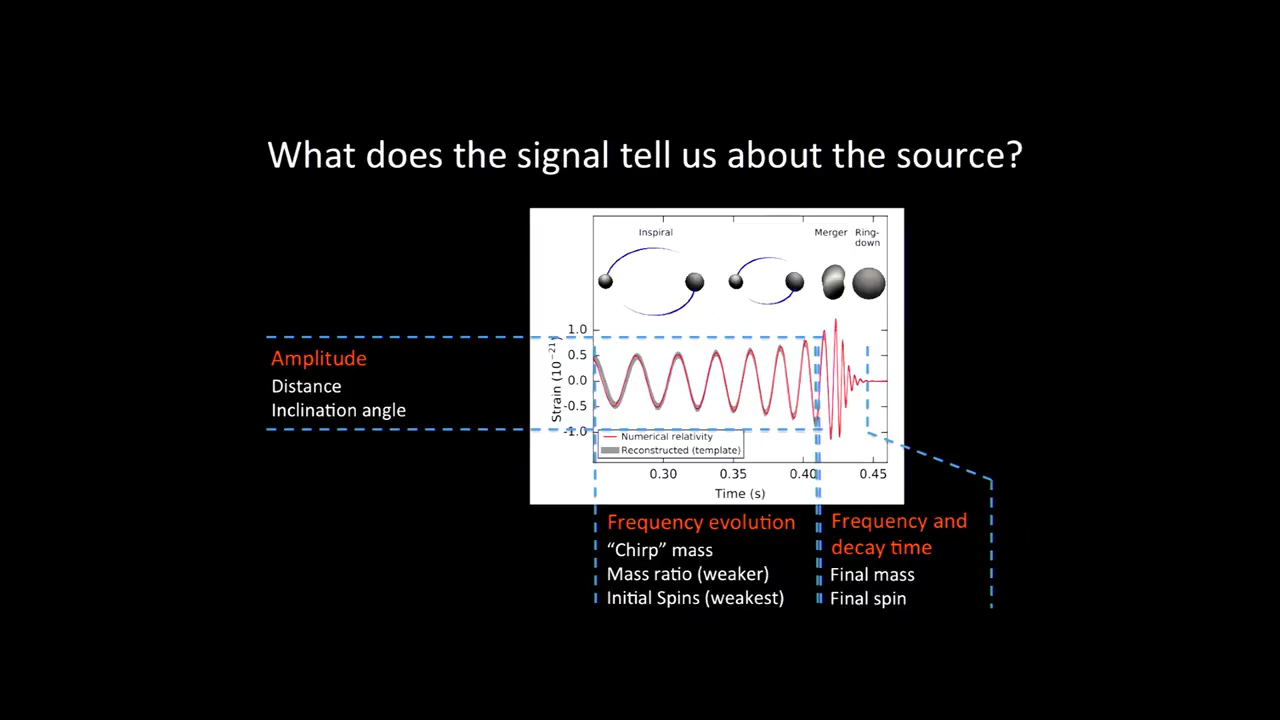 What does the signal tell us about the source?
Inspiral
Merger
Ring-
down
1.0
0.5
0.0
-0.5
-1.0
Strain (10⁻²¹)
Numerical relativity
Reconstructed (template)
0.30
0.35
0.40
0.45
Time (s)
Amplitude
Distance
Inclination angle
Frequency evolution
“Chirp” mass
Mass ratio (weaker)
Initial Spins (weakest)
Frequency and
decay time
Final mass
Final spin